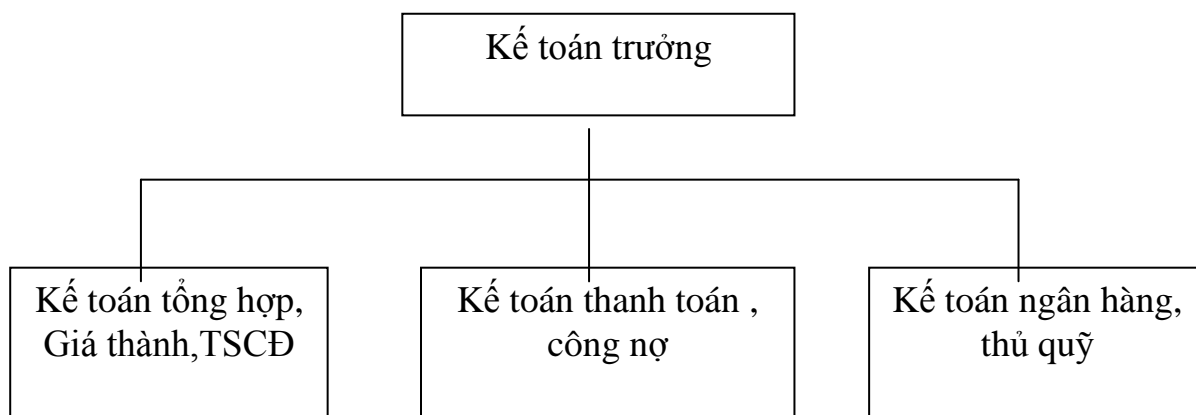 Kế toán trưởng
Kế toán tổng hợp,
Giá thành,TSCĐ
Kế toán thanh toán ,
công nợ
Kế toán ngân hàng,
thủ quỹ